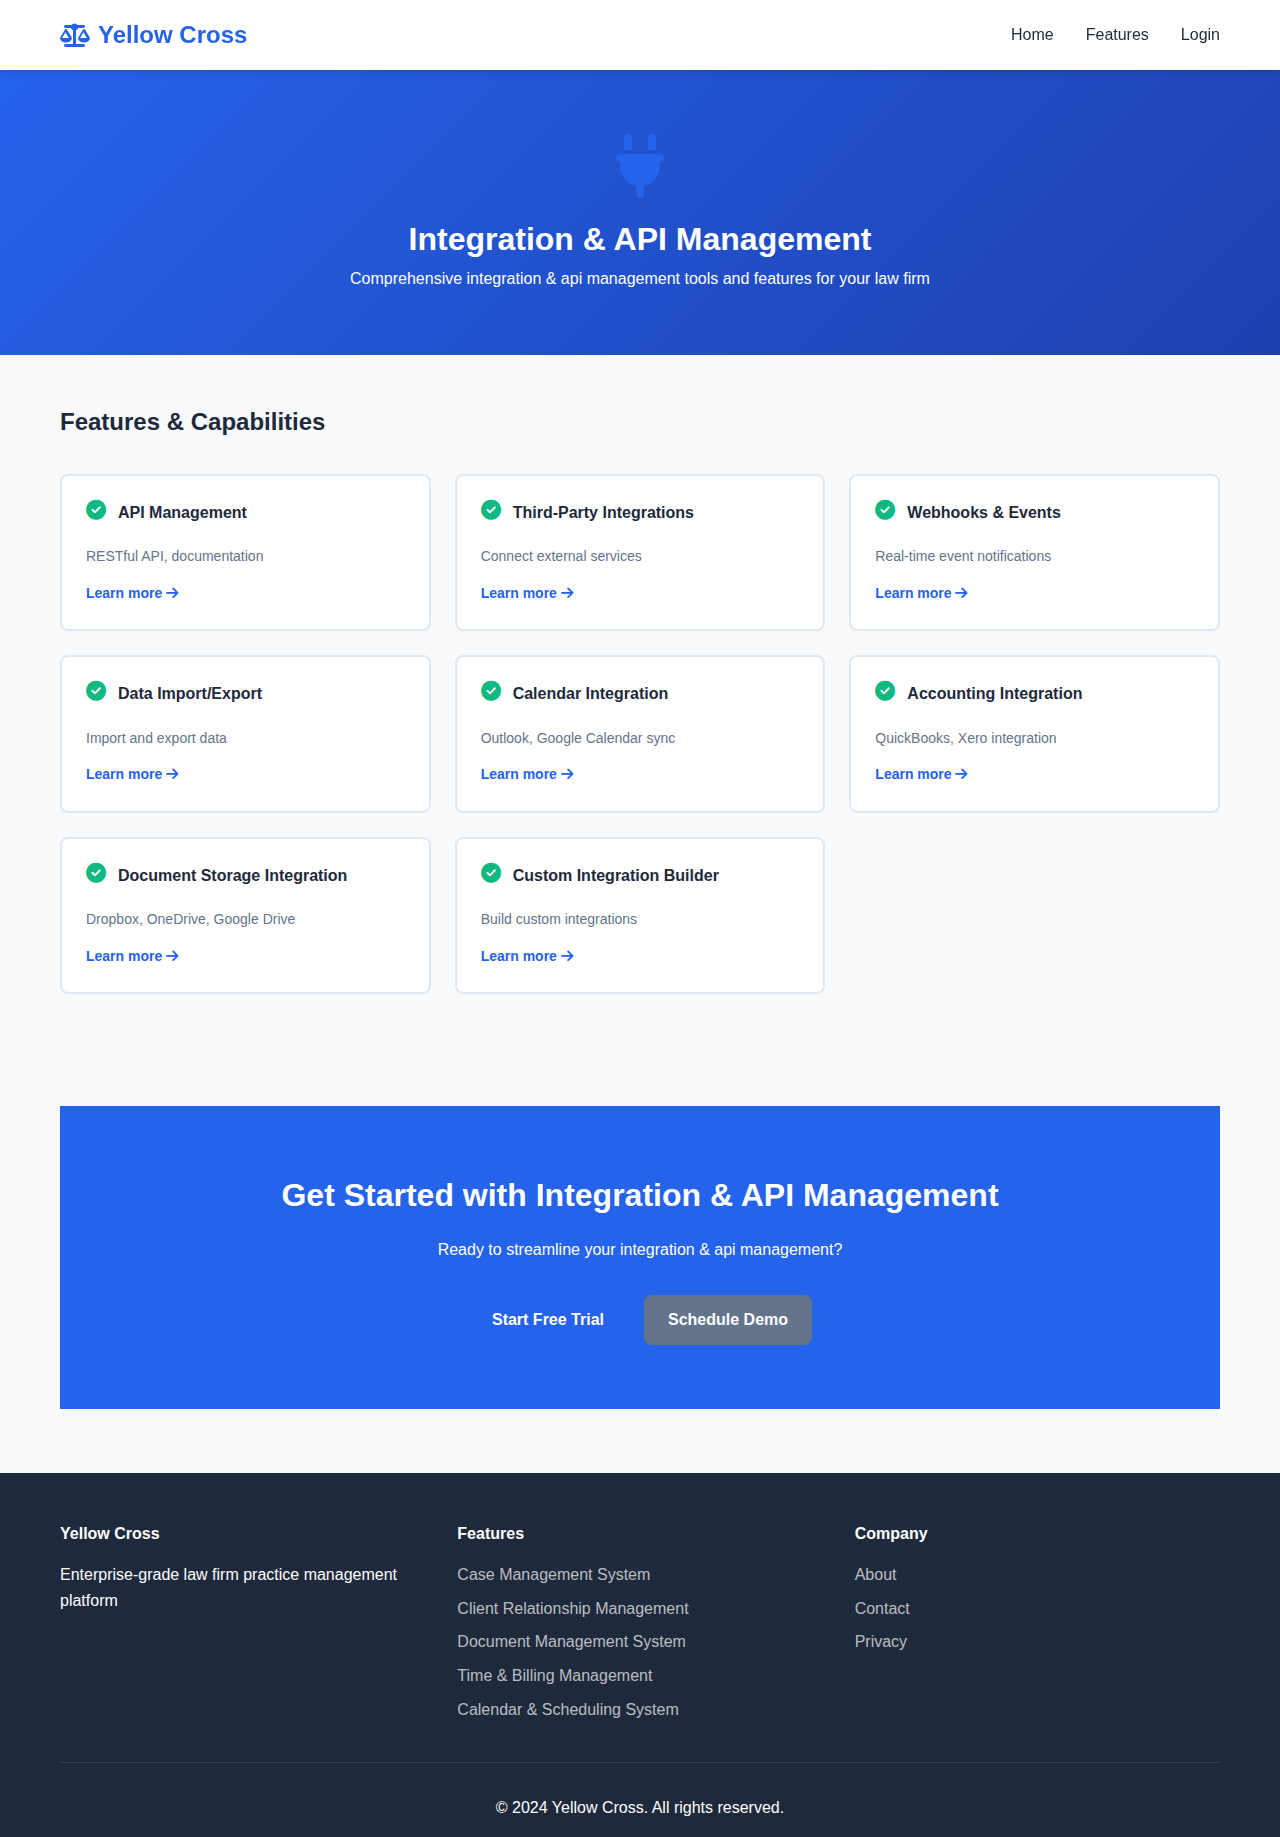 Yellow Cross
Home
Features
Login
Integration & API Management
Comprehensive integration & api management tools and features for your law firm
Features & Capabilities
API Management
RESTful API, documentation
Learn more
Third-Party Integrations
Connect external services
Learn more
Webhooks & Events
Real-time event notifications
Learn more
Data Import/Export
Import and export data
Learn more
Calendar Integration
Outlook, Google Calendar sync
Learn more
Accounting Integration
QuickBooks, Xero integration
Learn more
Document Storage Integration
Dropbox, OneDrive, Google Drive
Learn more
Custom Integration Builder
Build custom integrations
Learn more
Get Started with Integration & API Management
Ready to streamline your integration & api management?
Start Free Trial
Schedule Demo
Yellow Cross
Enterprise-grade law firm practice management
platform
Features
Case Management System
Client Relationship Management
Document Management System
Time & Billing Management
Calendar & Scheduling System
Company
About
Contact
Privacy
© 2024 Yellow Cross. All rights reserved.